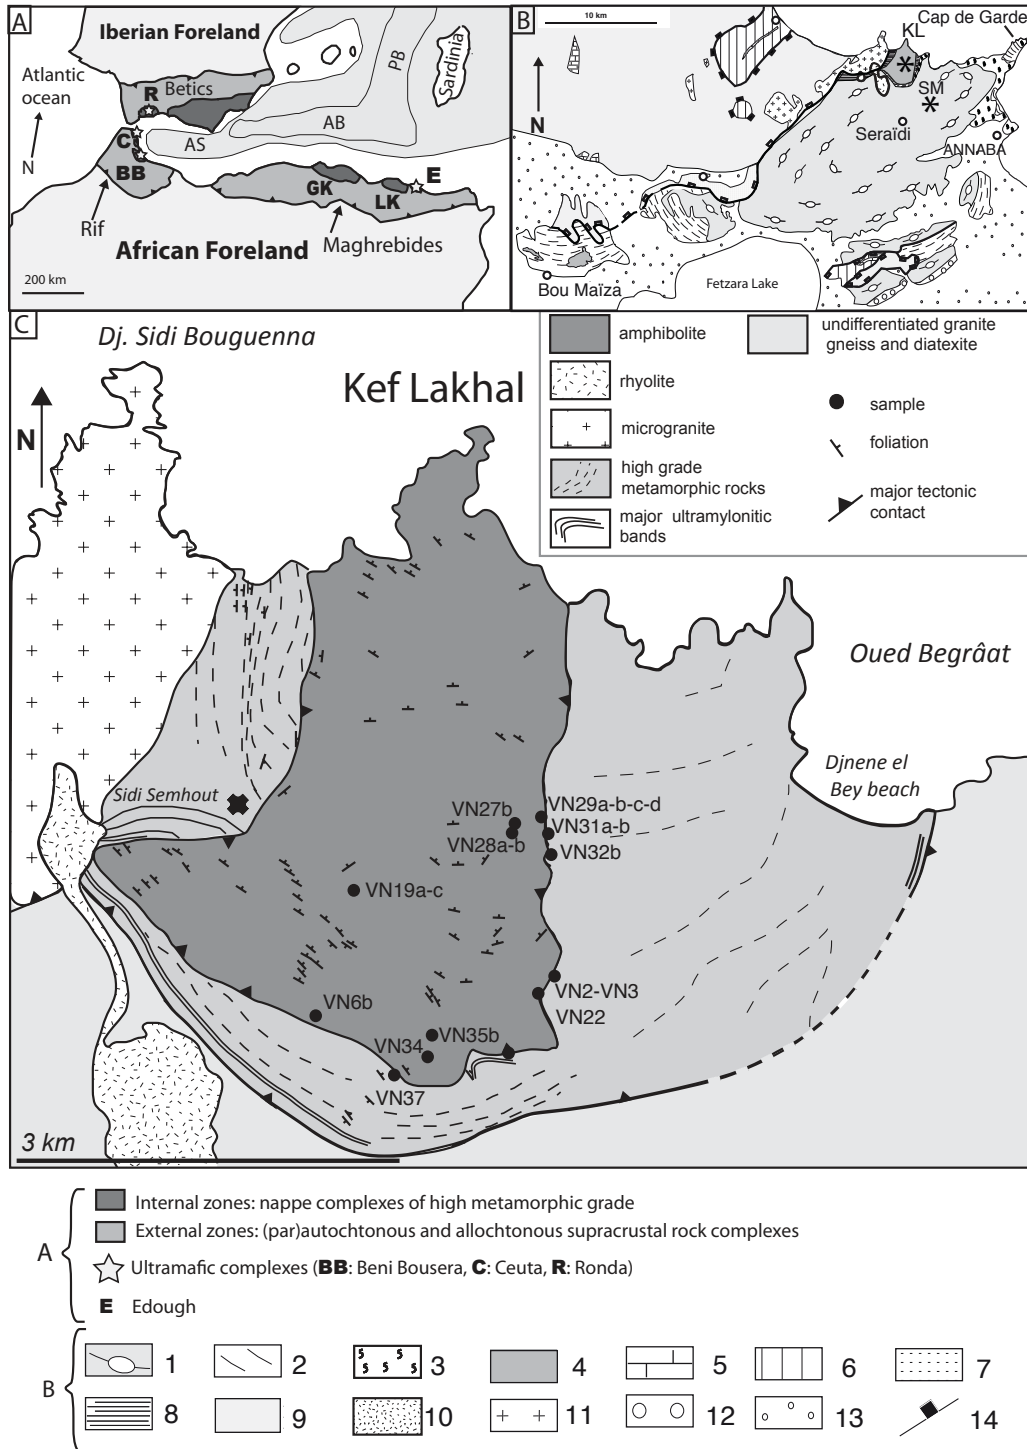 A
Iberian Foreland
Atlantic
ocean
N
R
Betics
C
BB
AS
AB
PB
Sardinia
GK
LK
E
Rif
African Foreland
Maghrebides
200 km
B
10 km
N
KL
Cap de Garde
SM
Seraïdi
ANNABA
Bou Maïza
Fetzara Lake
C
Dj. Sidi Bouguenna
Kef Lakhal
N
amphibolite
rhyolite
microgranite
high grade
metamorphic rocks
major ultramylonitic
bands
undifferentiated granite
gneiss and diatexite
sample
foliation
major tectonic
contact
Oued Begrâat
Djnene el
Bey beach
Sidi Semhout
VN27b
VN28a-b
VN29a-b-c-d
VN31a-b
VN32b
VN19a-c
VN6b
VN2-VN3
VN22
VN35b
VN34
VN37
3 km
A
Internal zones: nappe complexes of high metamorphic grade
External zones: (par)autochtonous and allochtonous supracrustal rock complexes
Ultramafic complexes (BB: Beni Bousera, C: Ceuta, R: Ronda)
E Edough
B
1 2 3 4 5 6 7
8 9 10 11 12 13 14